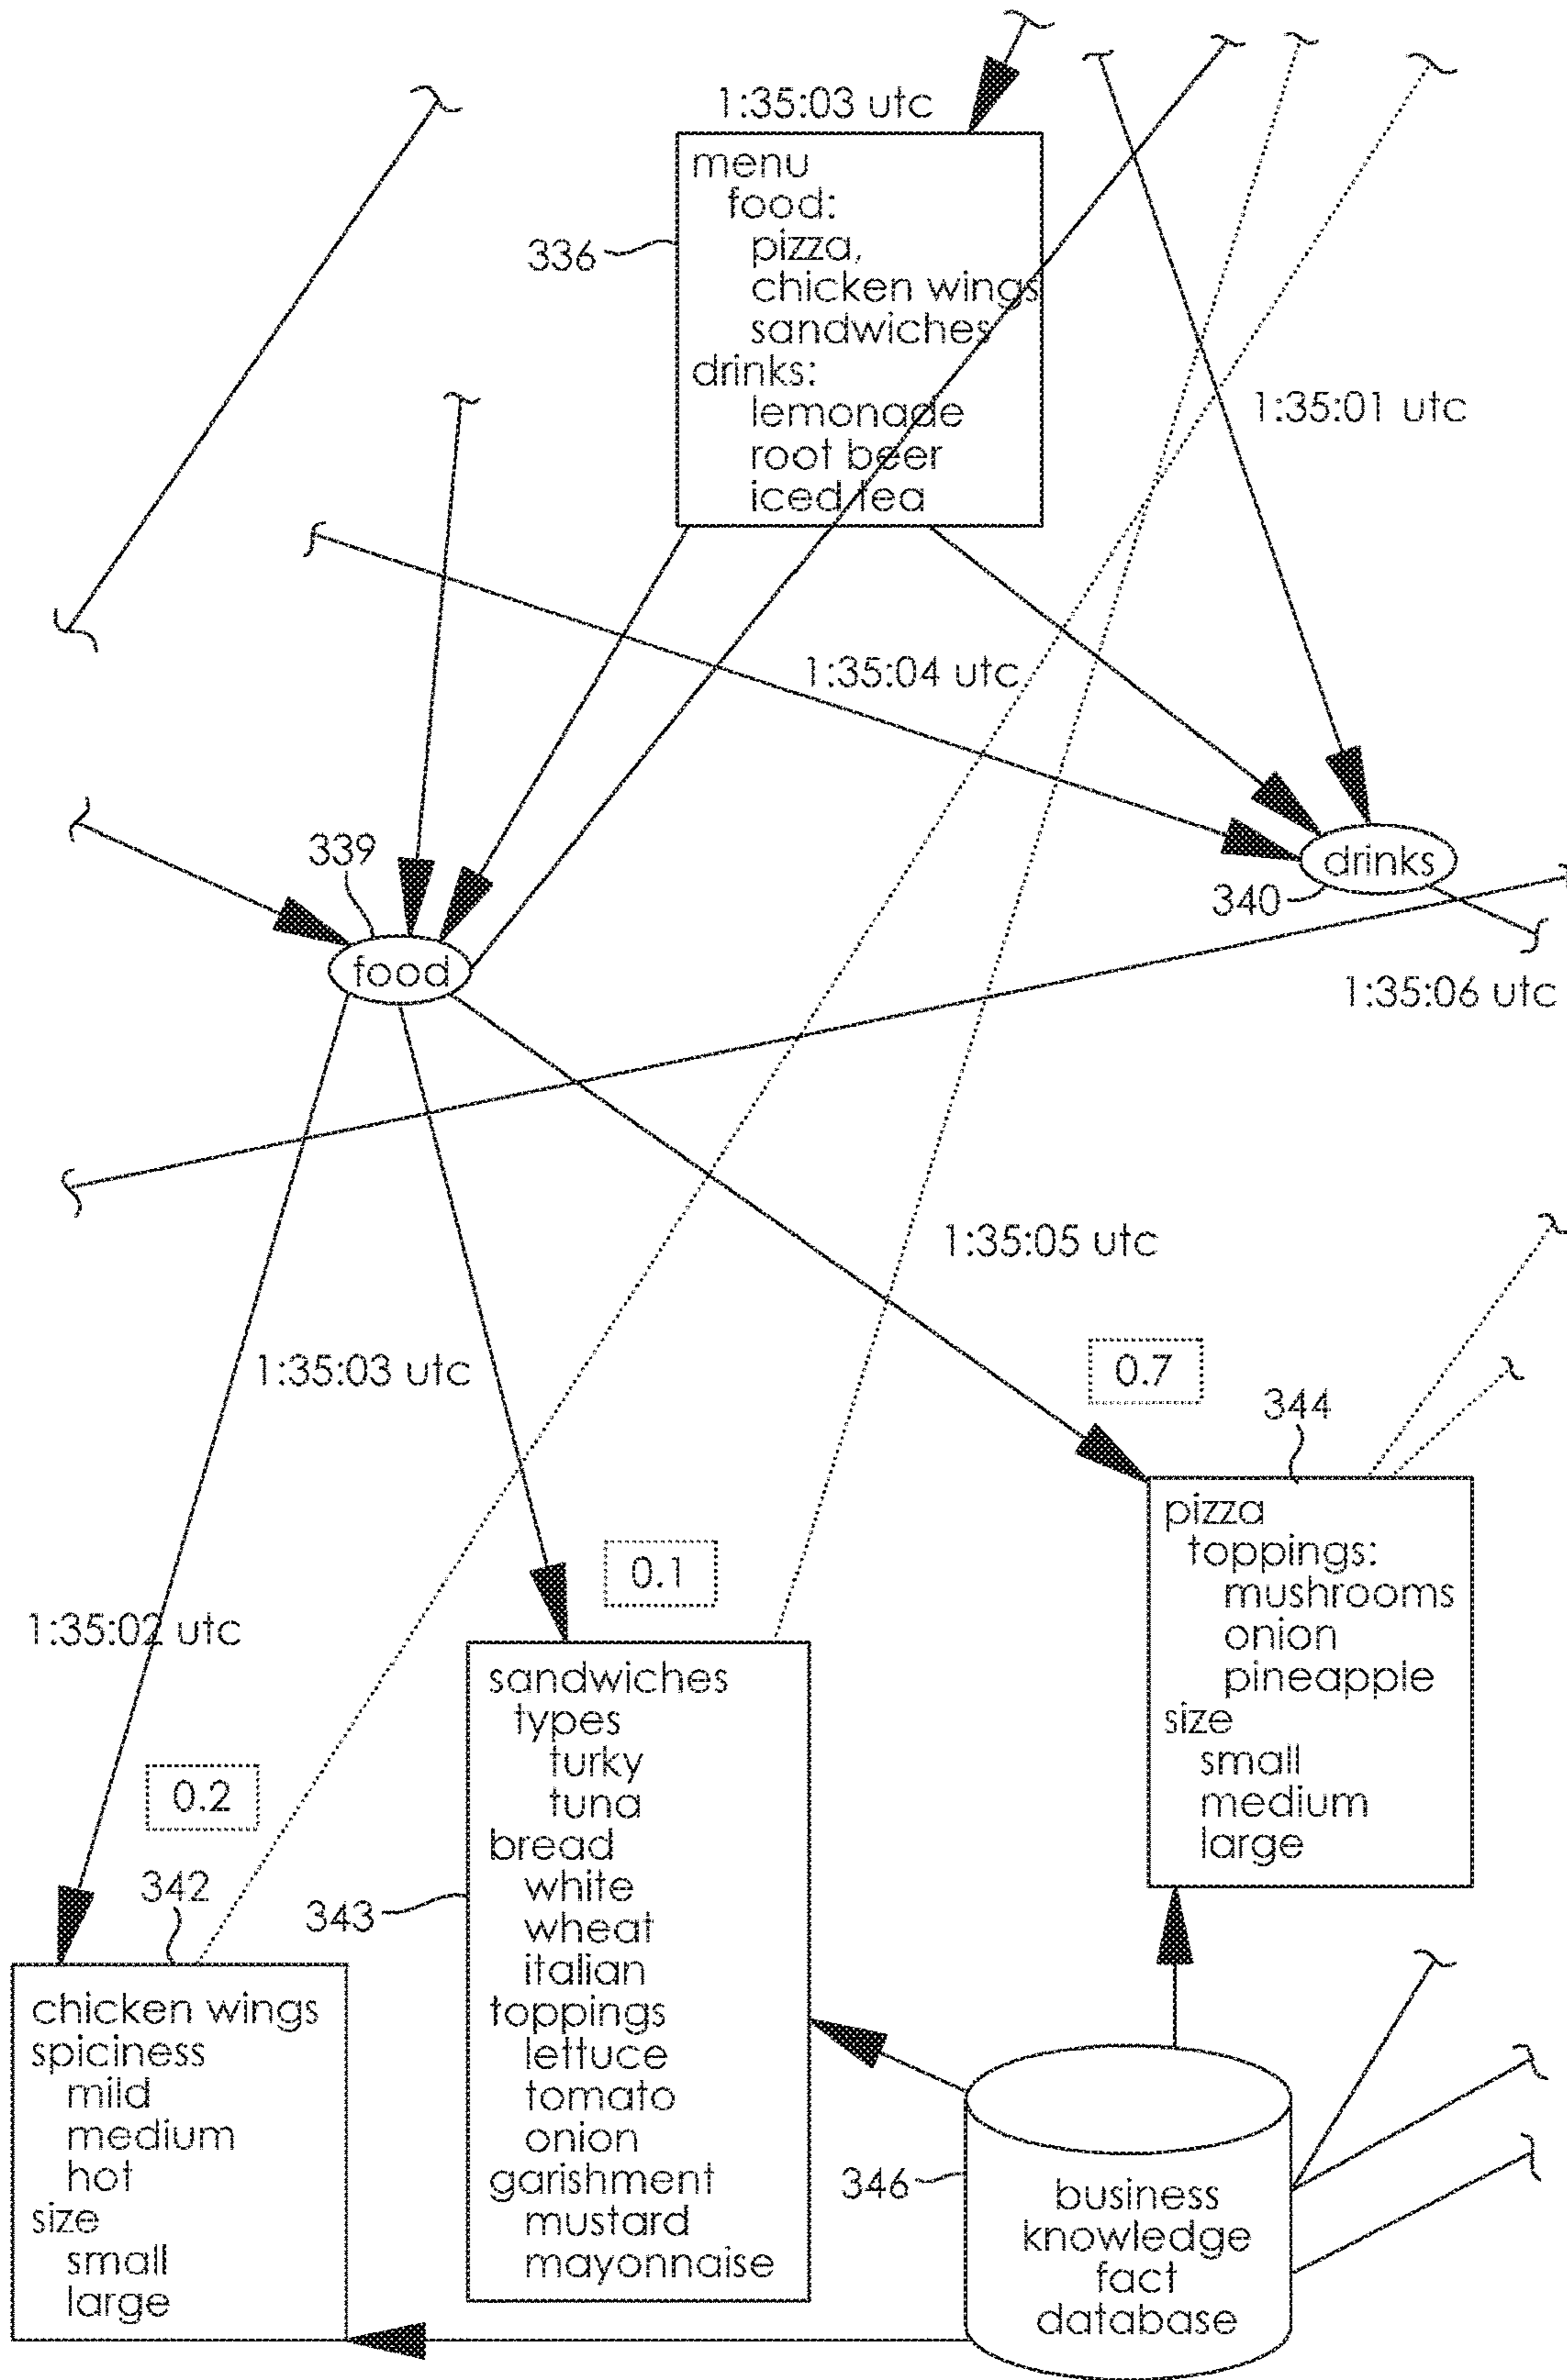 1:35:03 utc
menu
food:
pizza,
chicken wings
sandwiches
drinks:
lemonade
root beer
iced tea
336
1:35:01 utc
1:35:04 utc
339
food
drinks
340
1:35:06 utc
1:35:05 utc
1:35:03 utc
0.7
344
pizza
toppings:
mushrooms
onion
pineapple
size
small
medium
large
0.1
1:35:02 utc
sandwiches
types
turky
tuna
bread
white
wheat
italian
toppings
lettuce
tomato
onion
garishment
mustard
mayonnaise
0.2
342
343
chicken wings
spiciness
mild
medium
hot
size
small
large
346
business
knowledge
fact
database